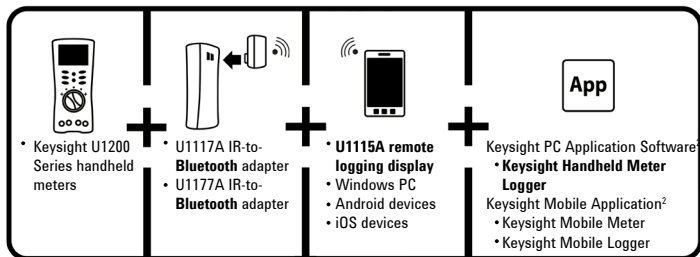 • Keysight U1200
Series handheld
meters
• U1117A IR-to-
Bluetooth adapter
• U1177A IR-to-
Bluetooth adapter
• U1115A remote
logging display
• Windows PC
• Android devices
• iOS devices
App
Keysight PC Application Software
• Keysight Handheld Meter
Logger
Keysight Mobile Application²
• Keysight Mobile Meter
• Keysight Mobile Logger